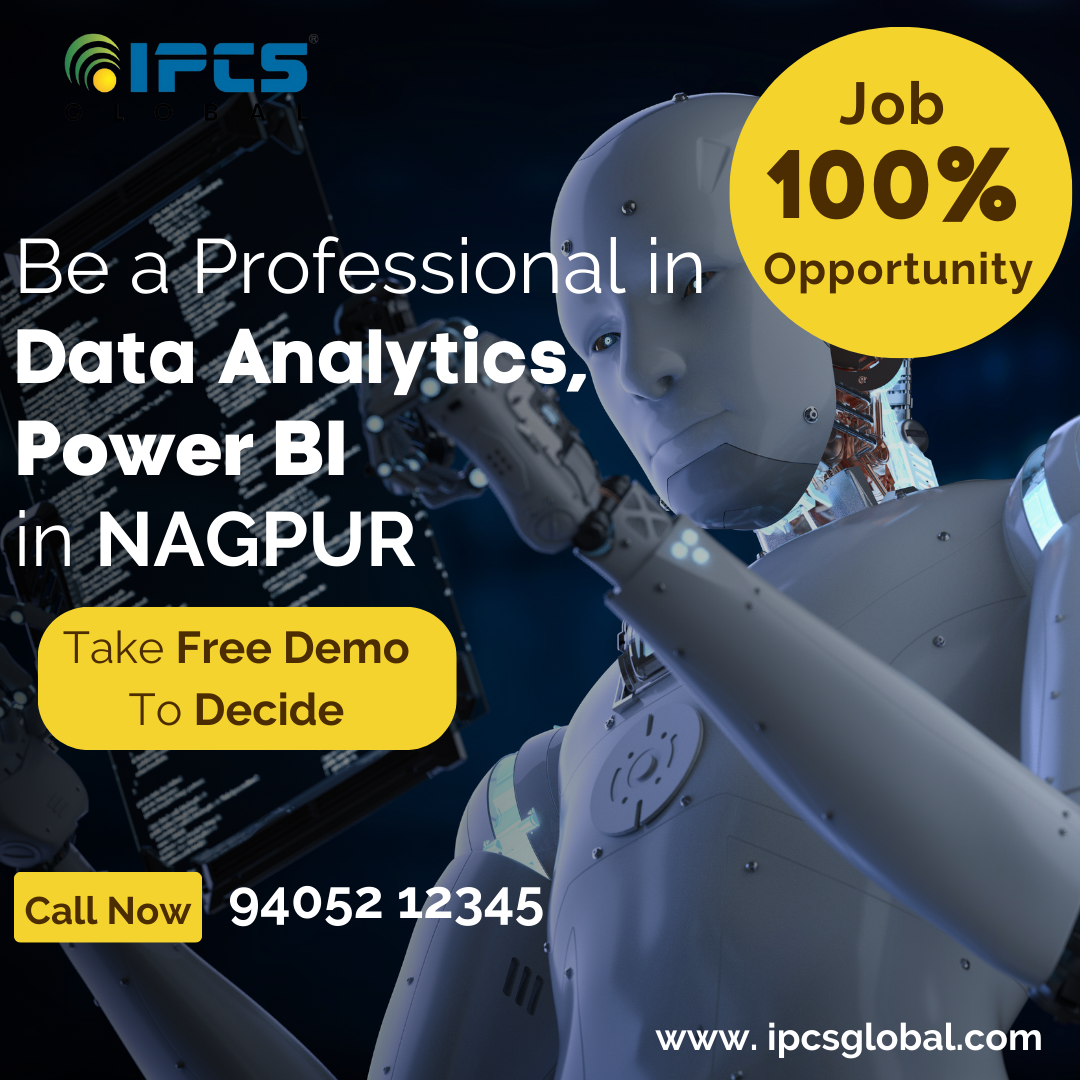 IPCS®
GLOBAL
Job
100%
Opportunity
Be a Professional in
Data Analytics,
Power BI
in NAGPUR
Take Free Demo
To Decide
Call Now 94052 12345
www. ipcsglobal.com